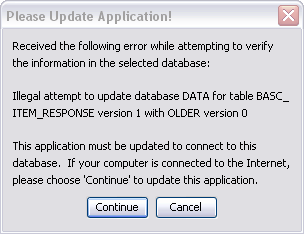 Please Update Application!
Received the following error while attempting to verify
the information in the selected database:
Illegal attempt to update database DATA for table BASC_
ITEM_RESPONSE version 1 with OLDER version 0
This application must be updated to connect to this
database.  If your computer is connected to the Internet,
please choose 'Continue' to update this application.
Continue
Cancel